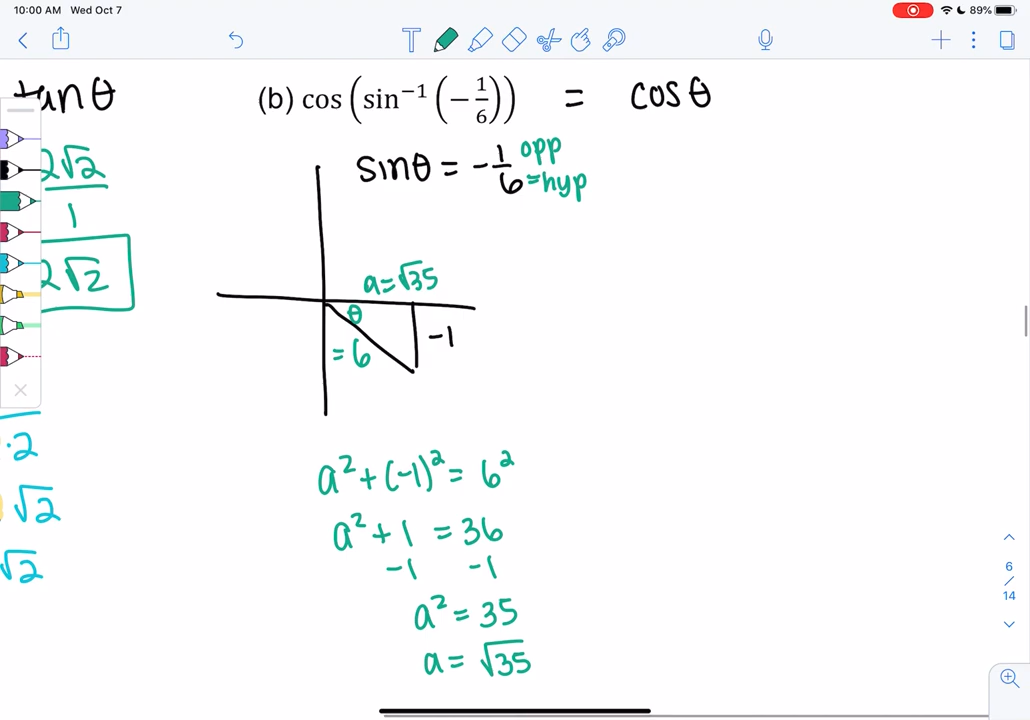 10:00 AM Wed Oct 7
89%
T
tanθ
(b) cos(sin⁻¹(-1/6)) = cosθ
2√2
1
2√2
sinθ = -1/6 opp
=hyp
a=√35
θ
-1
=6
a²+(-1)²=6²
·2
√2
a²+1=36
-1 -1
√2
a²=35
a=√35
6
/
14